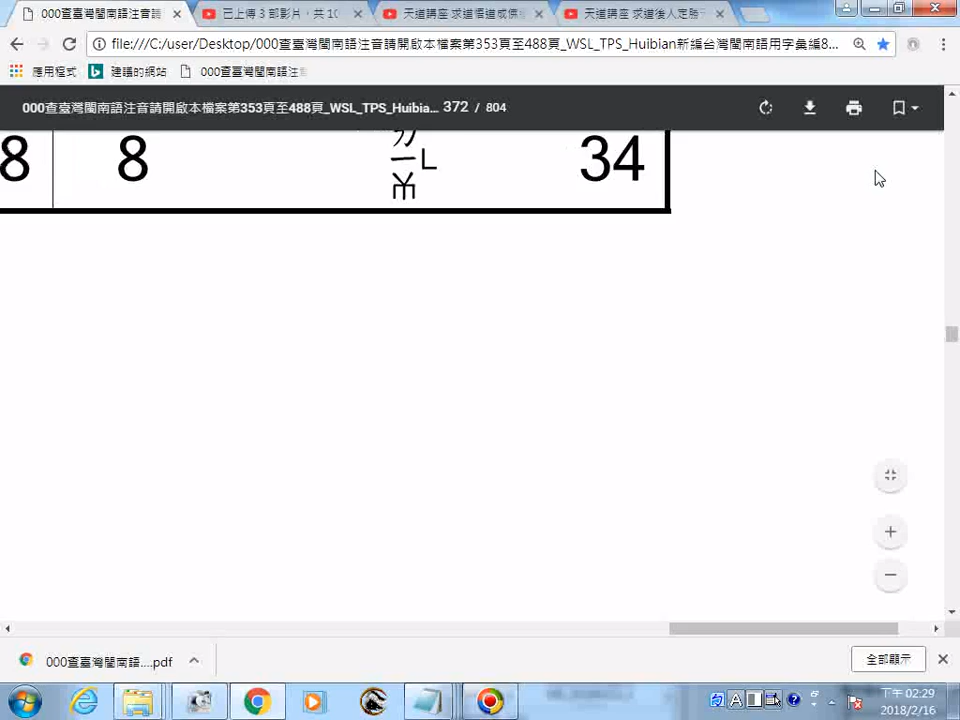 000查臺灣閩南語注音請
已上傳 3 部影片，共 10
天道講座 求道悟道成佛
天道講座 求道後人定勝
file:///C:/user/Desktop/000查臺灣閩南語注音請開啟本檔案第353頁至488頁_WSL_TPS_Huibian新編台灣閩南語用字彙編8...
應用程式
建議的網站
000查臺灣閩南語注
000查臺灣閩南語注音請開啟本檔案第353頁至488頁_WSL_TPS_Huibia... 372 / 804
8 8 34
000查臺灣閩南語....pdf
全部顯示
下午 02:29
2018/2/16